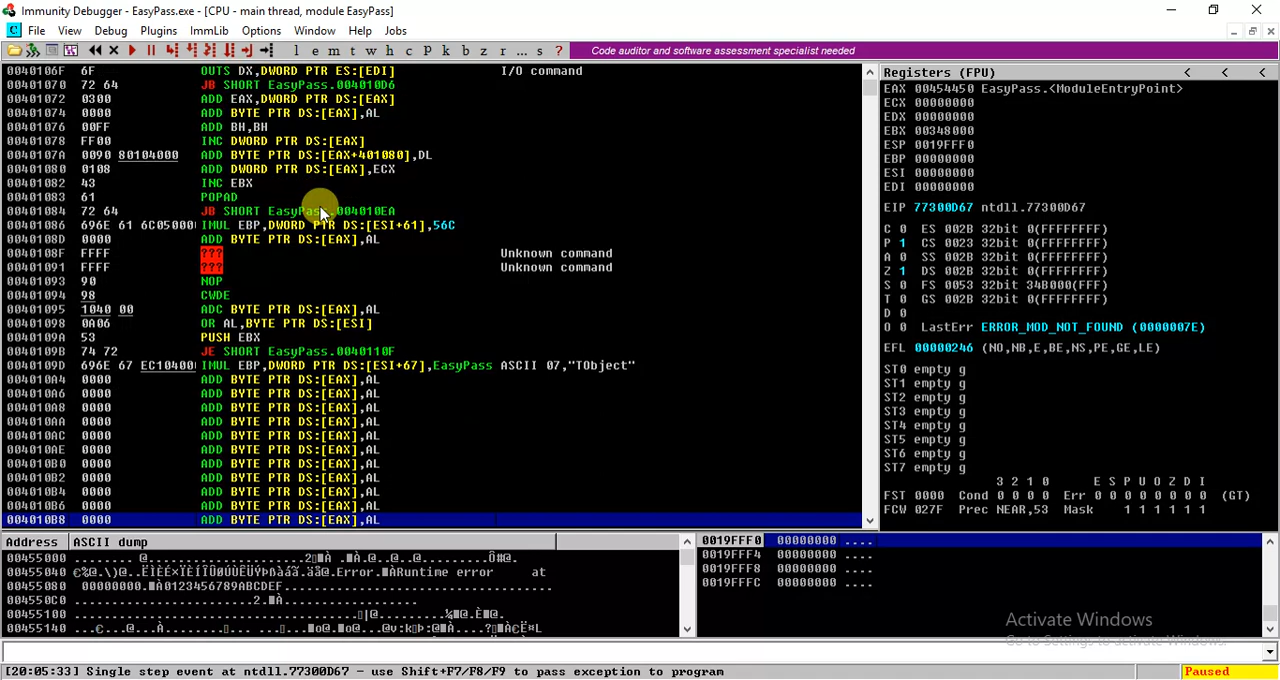 Immunity Debugger - EasyPass.exe - [CPU - main thread, module EasyPass]
C File View Debug Plugins ImmLib Options Window Help Jobs
l e m t w h c P k b z r ... s ? Code auditor and software assessment specialist needed
0040106F 6F OUTS DX,DWORD PTR ES:[EDI] I/O command
00401070 72 64 JB SHORT EasyPass.004010D6
00401072 0300 ADD EAX,DWORD PTR DS:[EAX]
00401074 0000 ADD BYTE PTR DS:[EAX],AL
00401076 00FF ADD BH,BH
00401078 FF00 INC DWORD PTR DS:[EAX]
0040107A 0090 80104000 ADD BYTE PTR DS:[EAX+401080],DL
00401080 0108 ADD DWORD PTR DS:[EAX],ECX
00401082 43 INC EBX
00401083 61 POPAD
00401084 72 64 JB SHORT EasyPass.004010EA
00401086 696E 61 6C05000 IMUL EBP,DWORD PTR DS:[ESI+61],56C
0040108D 0000 ADD BYTE PTR DS:[EAX],AL
0040108F FFFF ??? Unknown command
00401091 FFFF ??? Unknown command
00401093 90 NOP
00401094 98 CWDE
00401095 1040 00 ADC BYTE PTR DS:[EAX],AL
00401098 0A06 OR AL,BYTE PTR DS:[ESI]
0040109A 53 PUSH EBX
0040109B 74 72 JE SHORT EasyPass.0040110F
0040109D 696E 67 EC10400 IMUL EBP,DWORD PTR DS:[ESI+67],EasyPass ASCII 07,"TObject"
004010A4 0000 ADD BYTE PTR DS:[EAX],AL
004010A6 0000 ADD BYTE PTR DS:[EAX],AL
004010A8 0000 ADD BYTE PTR DS:[EAX],AL
004010AA 0000 ADD BYTE PTR DS:[EAX],AL
004010AC 0000 ADD BYTE PTR DS:[EAX],AL
004010AE 0000 ADD BYTE PTR DS:[EAX],AL
004010B0 0000 ADD BYTE PTR DS:[EAX],AL
004010B2 0000 ADD BYTE PTR DS:[EAX],AL
004010B4 0000 ADD BYTE PTR DS:[EAX],AL
004010B6 0000 ADD BYTE PTR DS:[EAX],AL
004010B8 0000 ADD BYTE PTR DS:[EAX],AL
Registers (FPU) < < <
EAX 00454450 EasyPass.<ModuleEntryPoint>
ECX 00000000
EDX 00000000
EBX 00348000
ESP 0019FFF0
EBP 00000000
ESI 00000000
EDI 00000000
EIP 77300D67 ntdll.77300D67
C 0 ES 002B 32bit 0(FFFFFFFF)
P 1 CS 0023 32bit 0(FFFFFFFF)
A 0 SS 002B 32bit 0(FFFFFFFF)
Z 1 DS 002B 32bit 0(FFFFFFFF)
S 0 FS 0053 32bit 34B000(FFF)
T 0 GS 002B 32bit 0(FFFFFFFF)
D 0
O 0 LastErr ERROR_MOD_NOT_FOUND (0000007E)
EFL 00000246 (NO,NB,E,BE,NS,PE,GE,LE)
ST0 empty g
ST1 empty g
ST2 empty g
ST3 empty g
ST4 empty g
ST5 empty g
ST6 empty g
ST7 empty g
3 2 1 0 E S P U O Z D I
FST 0000 Cond 0 0 0 0 Err 0 0 0 0 0 0 0 0 (GT)
FCW 027F Prec NEAR,53 Mask 1 1 1 1 1 1
Address ASCII dump
00455000
00455040 Error. Runtime error at
00455080 00000000. 0123456789ABCDEF
004550C0
00455100
00455140
0019FFF0 00000000 ....
0019FFF4 00000000 ....
0019FFF8 00000000 ....
0019FFFC 00000000 ....
Activate Windows
Go to Settings to activate Windows.
[20:05:33] Single step event at ntdll.77300D67 - use Shift+F7/F8/F9 to pass exception to program Paused